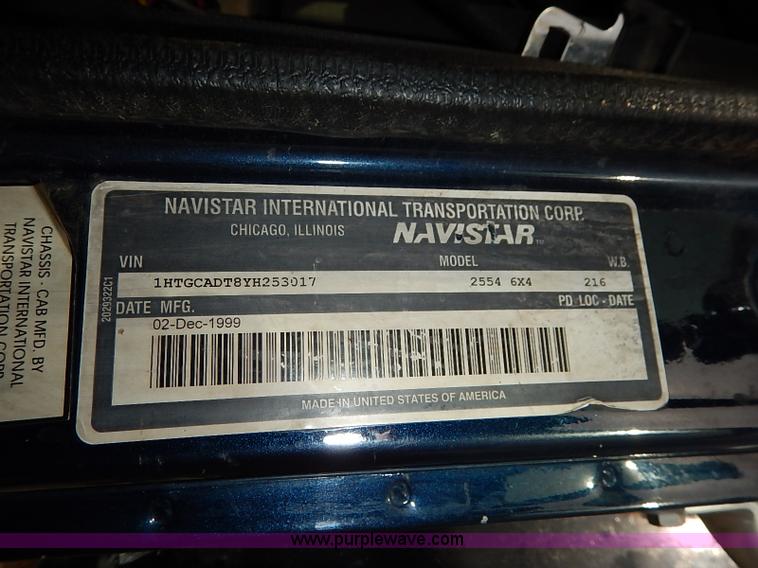 NAVISTAR INTERNATIONAL TRANSPORTATION CORP.
CHICAGO, ILLINOIS NAVISTAR TM
VIN MODEL W.B.
1HTGCADT8YH253017 2554 6X4 216
DATE MFG. PD LOC - DATE
02-Dec-1999
MADE IN UNITED STATES OF AMERICA
2029322C1
CHASSIS - CAB MFD. BY
NAVISTAR INTERNATIONAL
TRANSPORTATION CORP.
www.purplewave.com